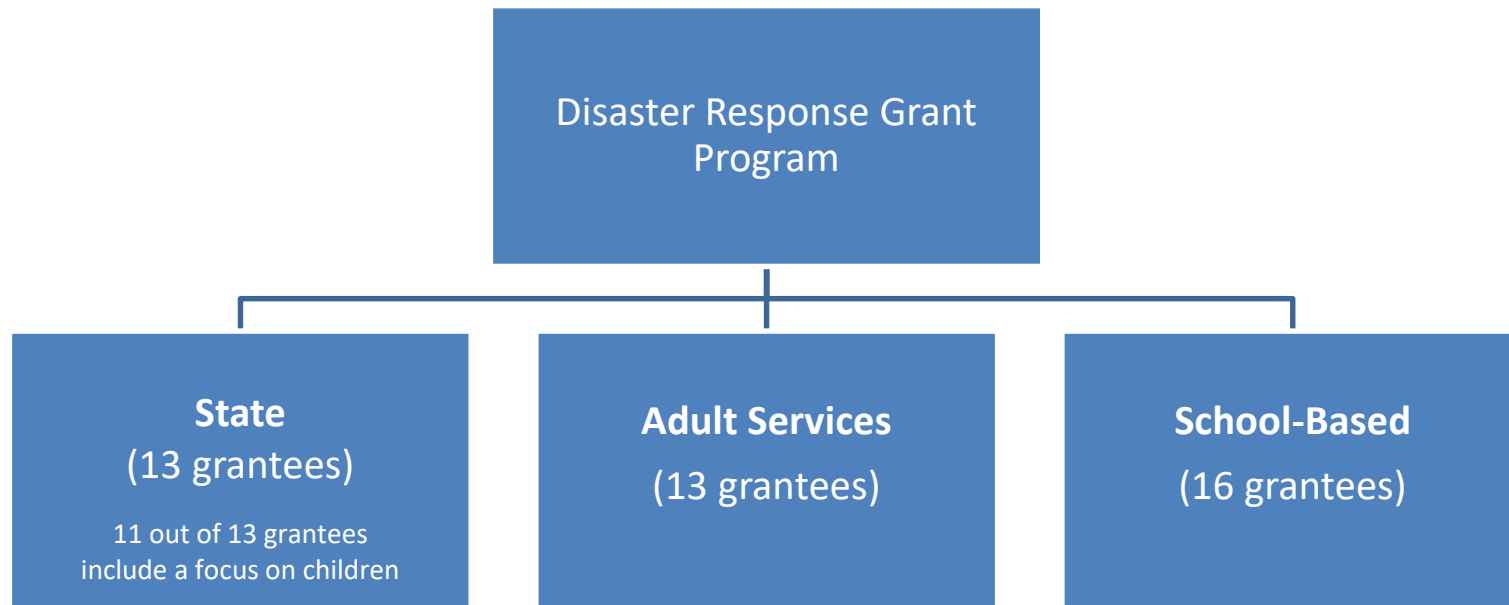 Disaster Response Grant
Program
State
(13 grantees)
11 out of 13 grantees
include a focus on children
Adult Services
(13 grantees)
School-Based
(16 grantees)